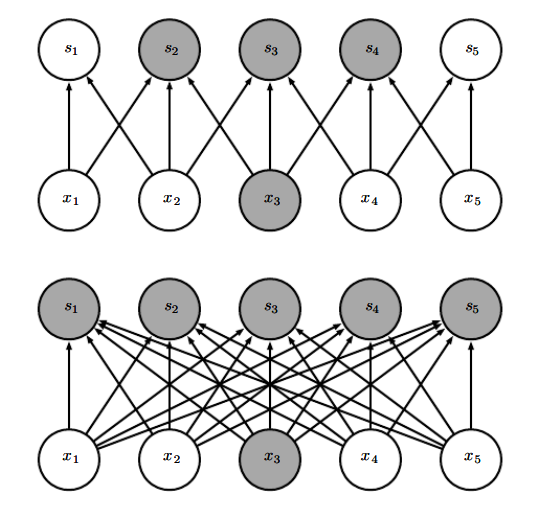 s₁ s₂ s₃ s₄ s₅
x₁ x₂ x₃ x₄ x₅
s₁ s₂ s₃ s₄ s₅
x₁ x₂ x₃ x₄ x₅